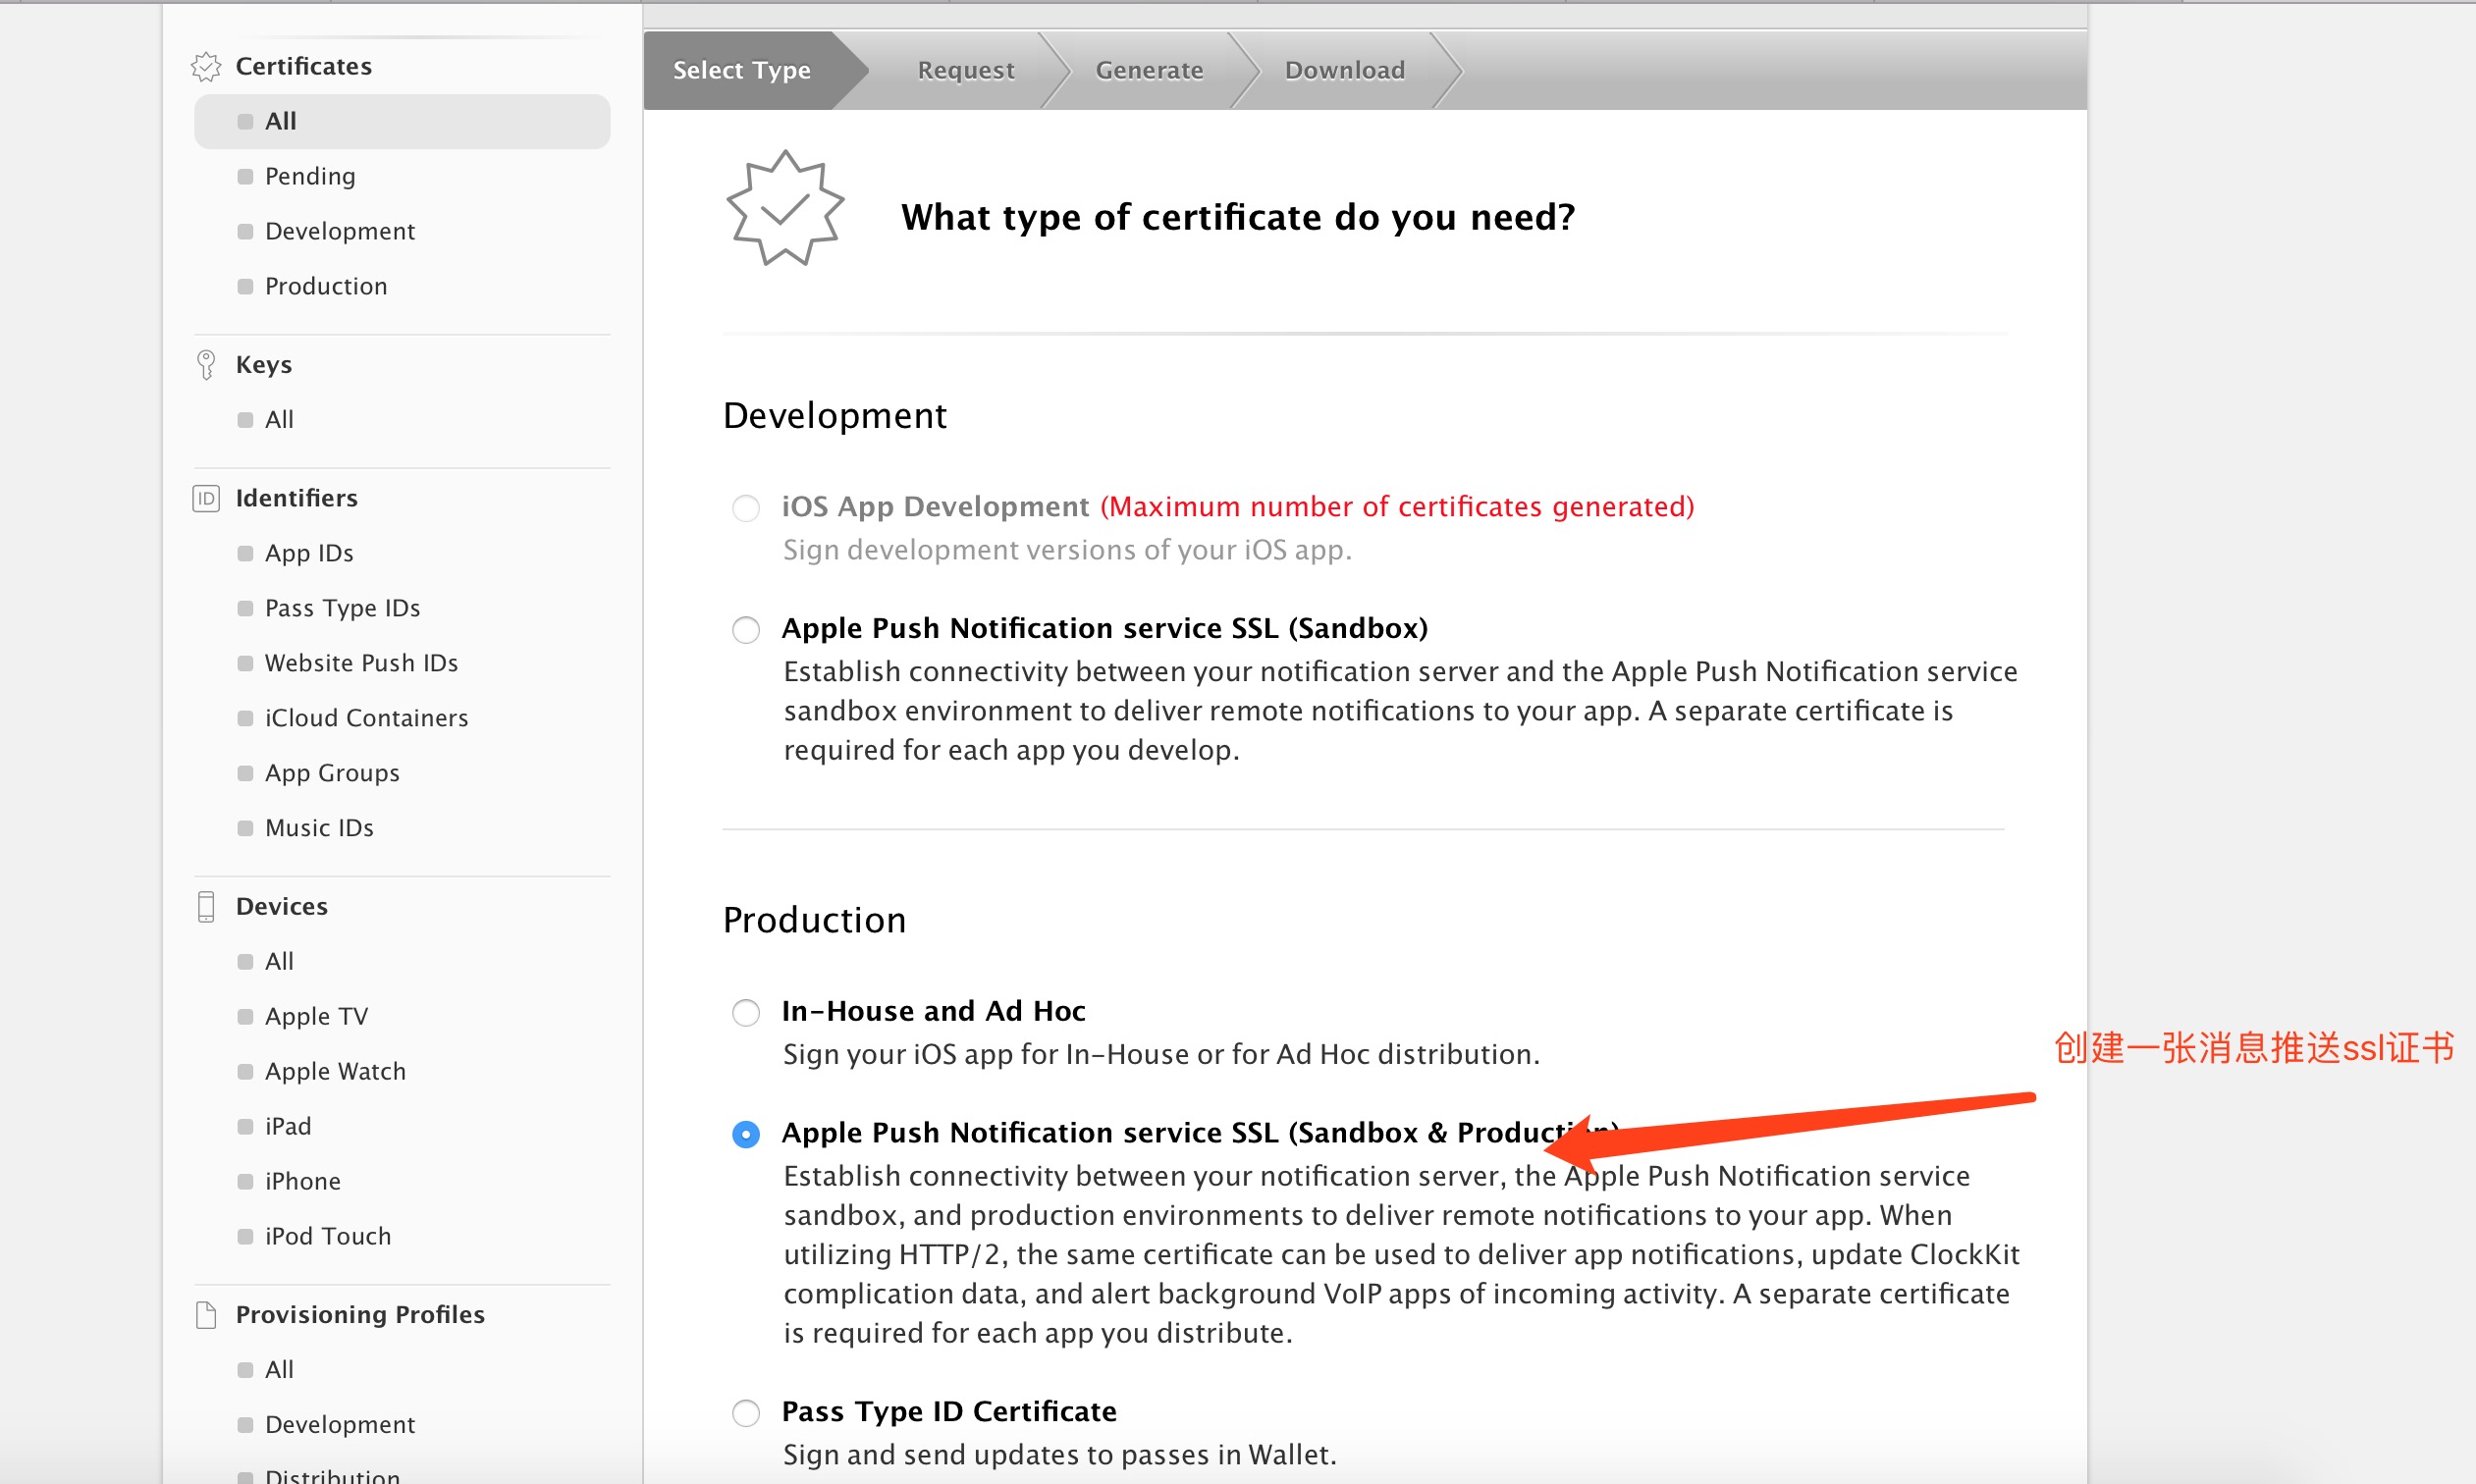 Certificates
All
Pending
Development
Production
Keys
All
Identifiers
App IDs
Pass Type IDs
Website Push IDs
iCloud Containers
App Groups
Music IDs
Devices
All
Apple TV
Apple Watch
iPad
iPhone
iPod Touch
Provisioning Profiles
All
Development
Distribution
Select Type
Request
Generate
Download
What type of certificate do you need?
Development
iOS App Development (Maximum number of certificates generated)
Sign development versions of your iOS app.
Apple Push Notification service SSL (Sandbox)
Establish connectivity between your notification server and the Apple Push Notification service
sandbox environment to deliver remote notifications to your app. A separate certificate is
required for each app you develop.
Production
In-House and Ad Hoc
Sign your iOS app for In-House or for Ad Hoc distribution.
创建一张消息推送ssl证书
Apple Push Notification service SSL (Sandbox & Production)
Establish connectivity between your notification server, the Apple Push Notification service
sandbox, and production environments to deliver remote notifications to your app. When
utilizing HTTP/2, the same certificate can be used to deliver app notifications, update ClockKit
complication data, and alert background VoIP apps of incoming activity. A separate certificate
is required for each app you distribute.
Pass Type ID Certificate
Sign and send updates to passes in Wallet.